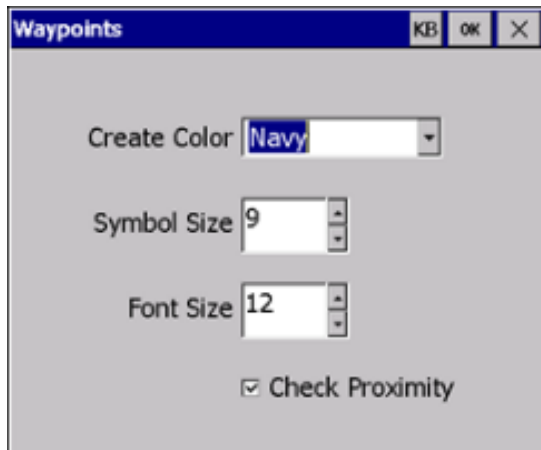 Waypoints KB OK
Create Color Navy
Symbol Size 9
Font Size 12
Check Proximity